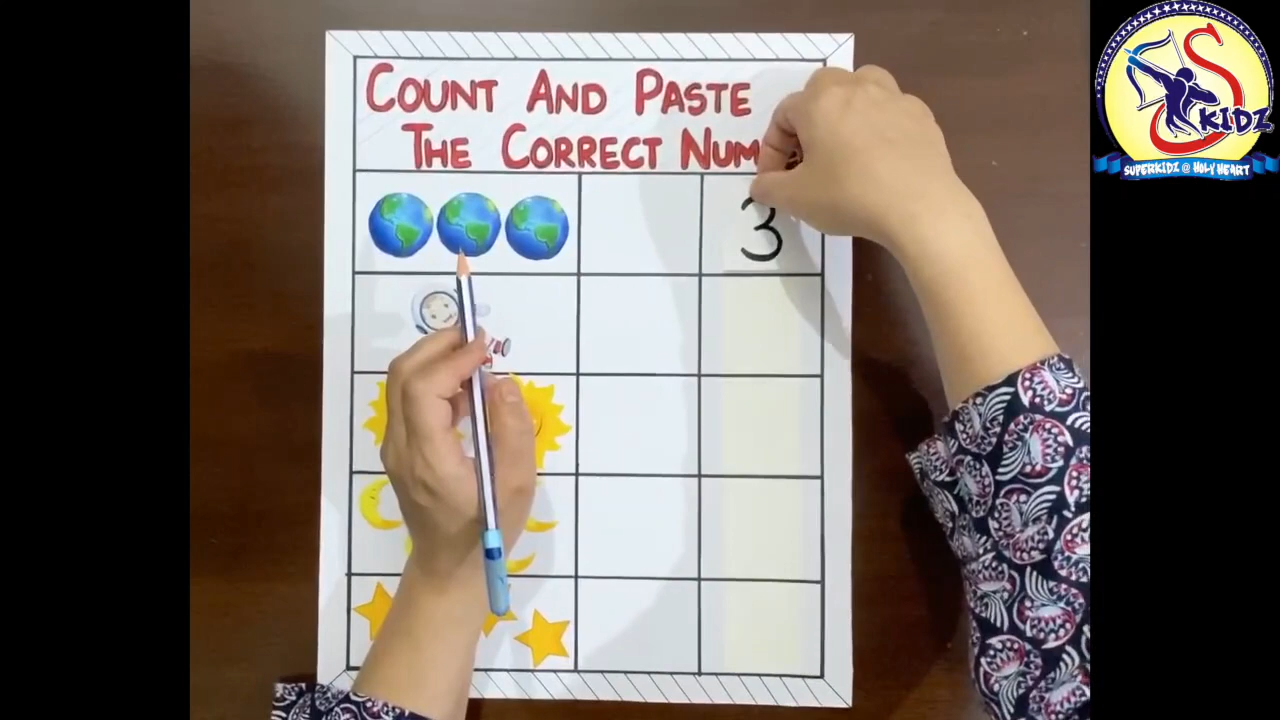 COUNT AND PASTE
THE CORRECT NUM
3
S
KIDZ
SUPERKIDZ @ HOLY HEART